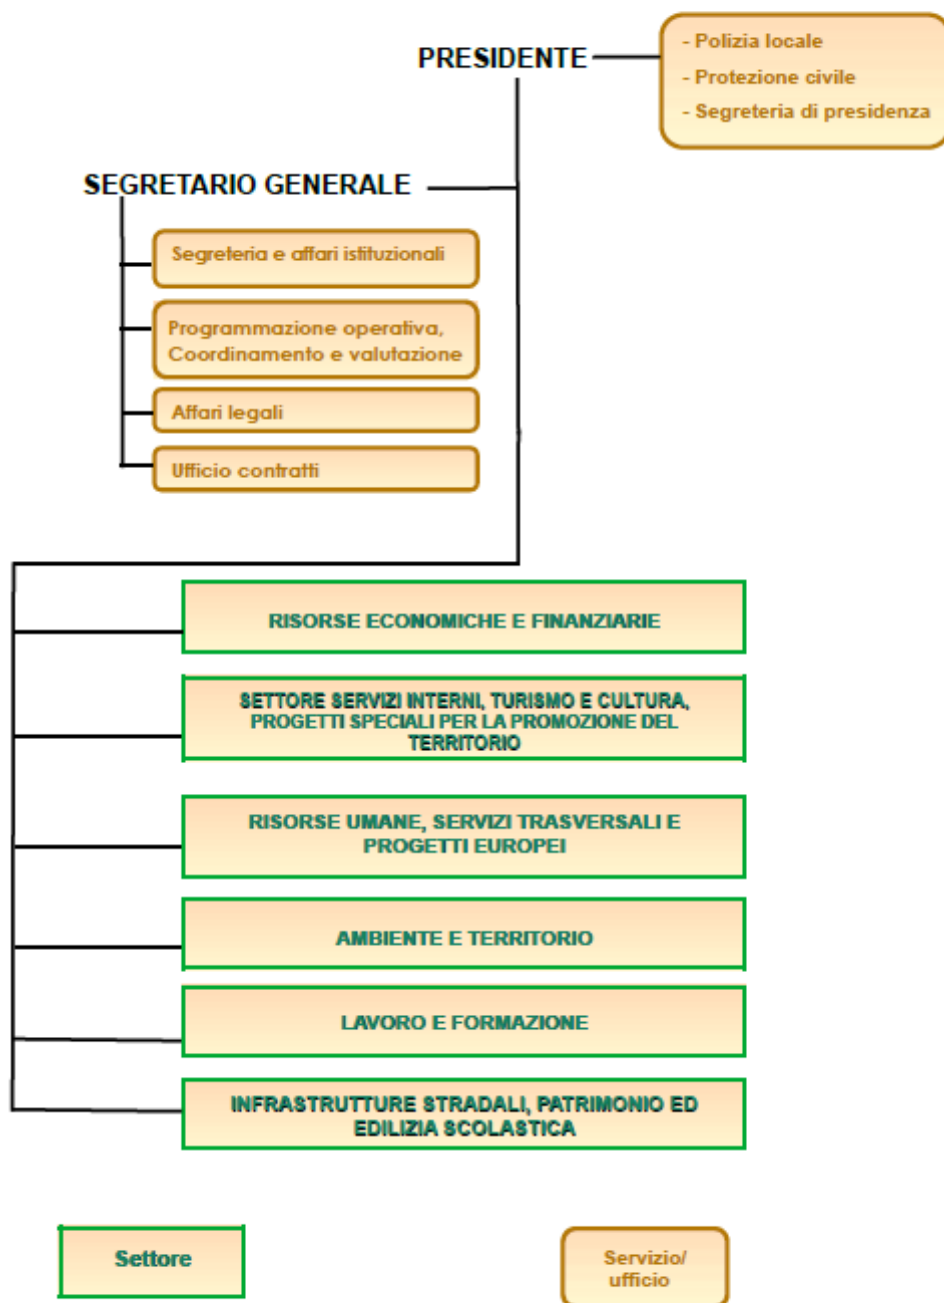 PRESIDENTE
- Polizia locale
- Protezione civile
- Segreteria di presidenza
SEGRETARIO GENERALE
Segreteria e affari istituzionali
Programmazione operativa,
Coordinamento e valutazione
Affari legali
Ufficio contratti
RISORSE ECONOMICHE E FINANZIARIE
SETTORE SERVIZI INTERNI, TURISMO E CULTURA,
PROGETTI SPECIALI PER LA PROMOZIONE DEL
TERRITORIO
RISORSE UMANE, SERVIZI TRASVERSALI E
PROGETTI EUROPEI
AMBIENTE E TERRITORIO
LAVORO E FORMAZIONE
INFRASTRUTTURE STRADALI, PATRIMONIO ED
EDILIZIA SCOLASTICA
Settore
Servizio/
ufficio